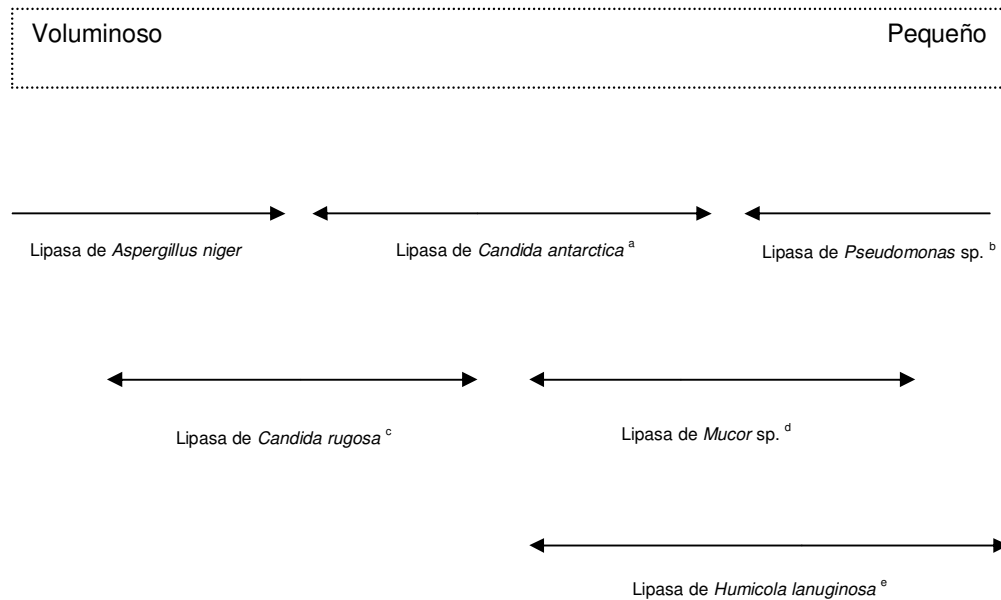 Voluminoso Pequeño
Lipasa de Aspergillus niger Lipasa de Candida antarctica a Lipasa de Pseudomonas sp. b
Lipasa de Candida rugosa c Lipasa de Mucor sp. d
Lipasa de Humicola lanuginosa e